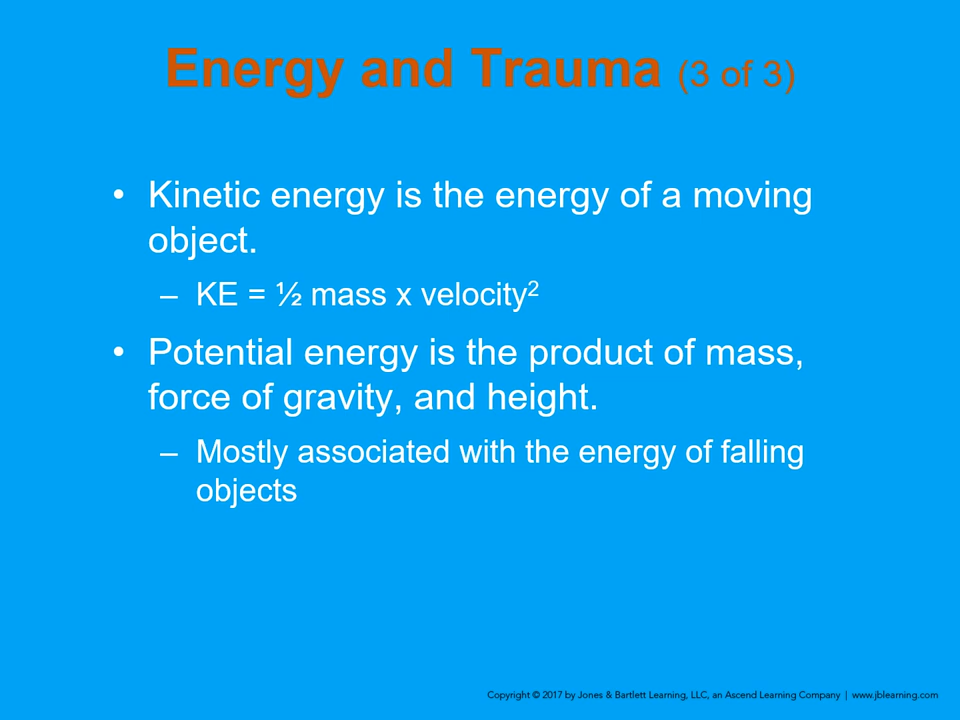 Energy and Trauma (3 of 3)
• Kinetic energy is the energy of a moving
object.
– KE = ½ mass x velocity²
• Potential energy is the product of mass,
force of gravity, and height.
– Mostly associated with the energy of falling
objects
Copyright © 2017 by Jones & Bartlett Learning, LLC, an Ascend Learning Company | www.jblearning.com